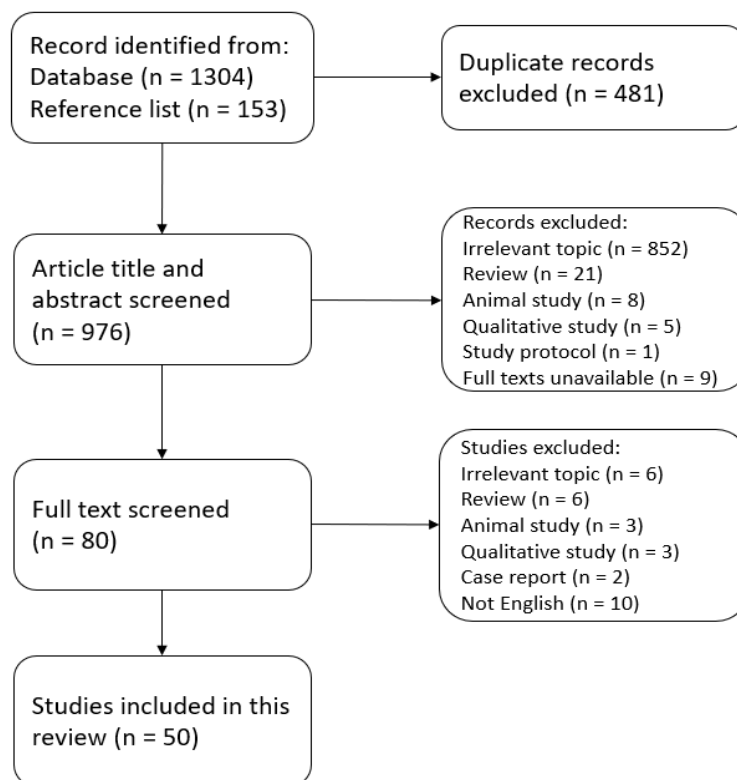 Record identified from:
Database (n = 1304)
Reference list (n = 153)
Duplicate records
excluded (n = 481)
Article title and
abstract screened
(n = 976)
Records excluded:
Irrelevant topic (n = 852)
Review (n = 21)
Animal study (n = 8)
Qualitative study (n = 5)
Study protocol (n = 1)
Full texts unavailable (n = 9)
Full text screened
(n = 80)
Studies excluded:
Irrelevant topic (n = 6)
Review (n = 6)
Animal study (n = 3)
Qualitative study (n = 3)
Case report (n = 2)
Not English (n = 10)
Studies included in this
review (n = 50)